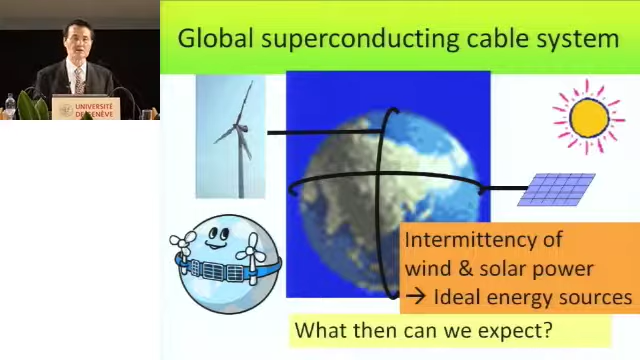 Global superconducting cable system
UNIVERSITÉ
DE GENÈVE
Intermittency of
wind & solar power
→ Ideal energy sources
What then can we expect?